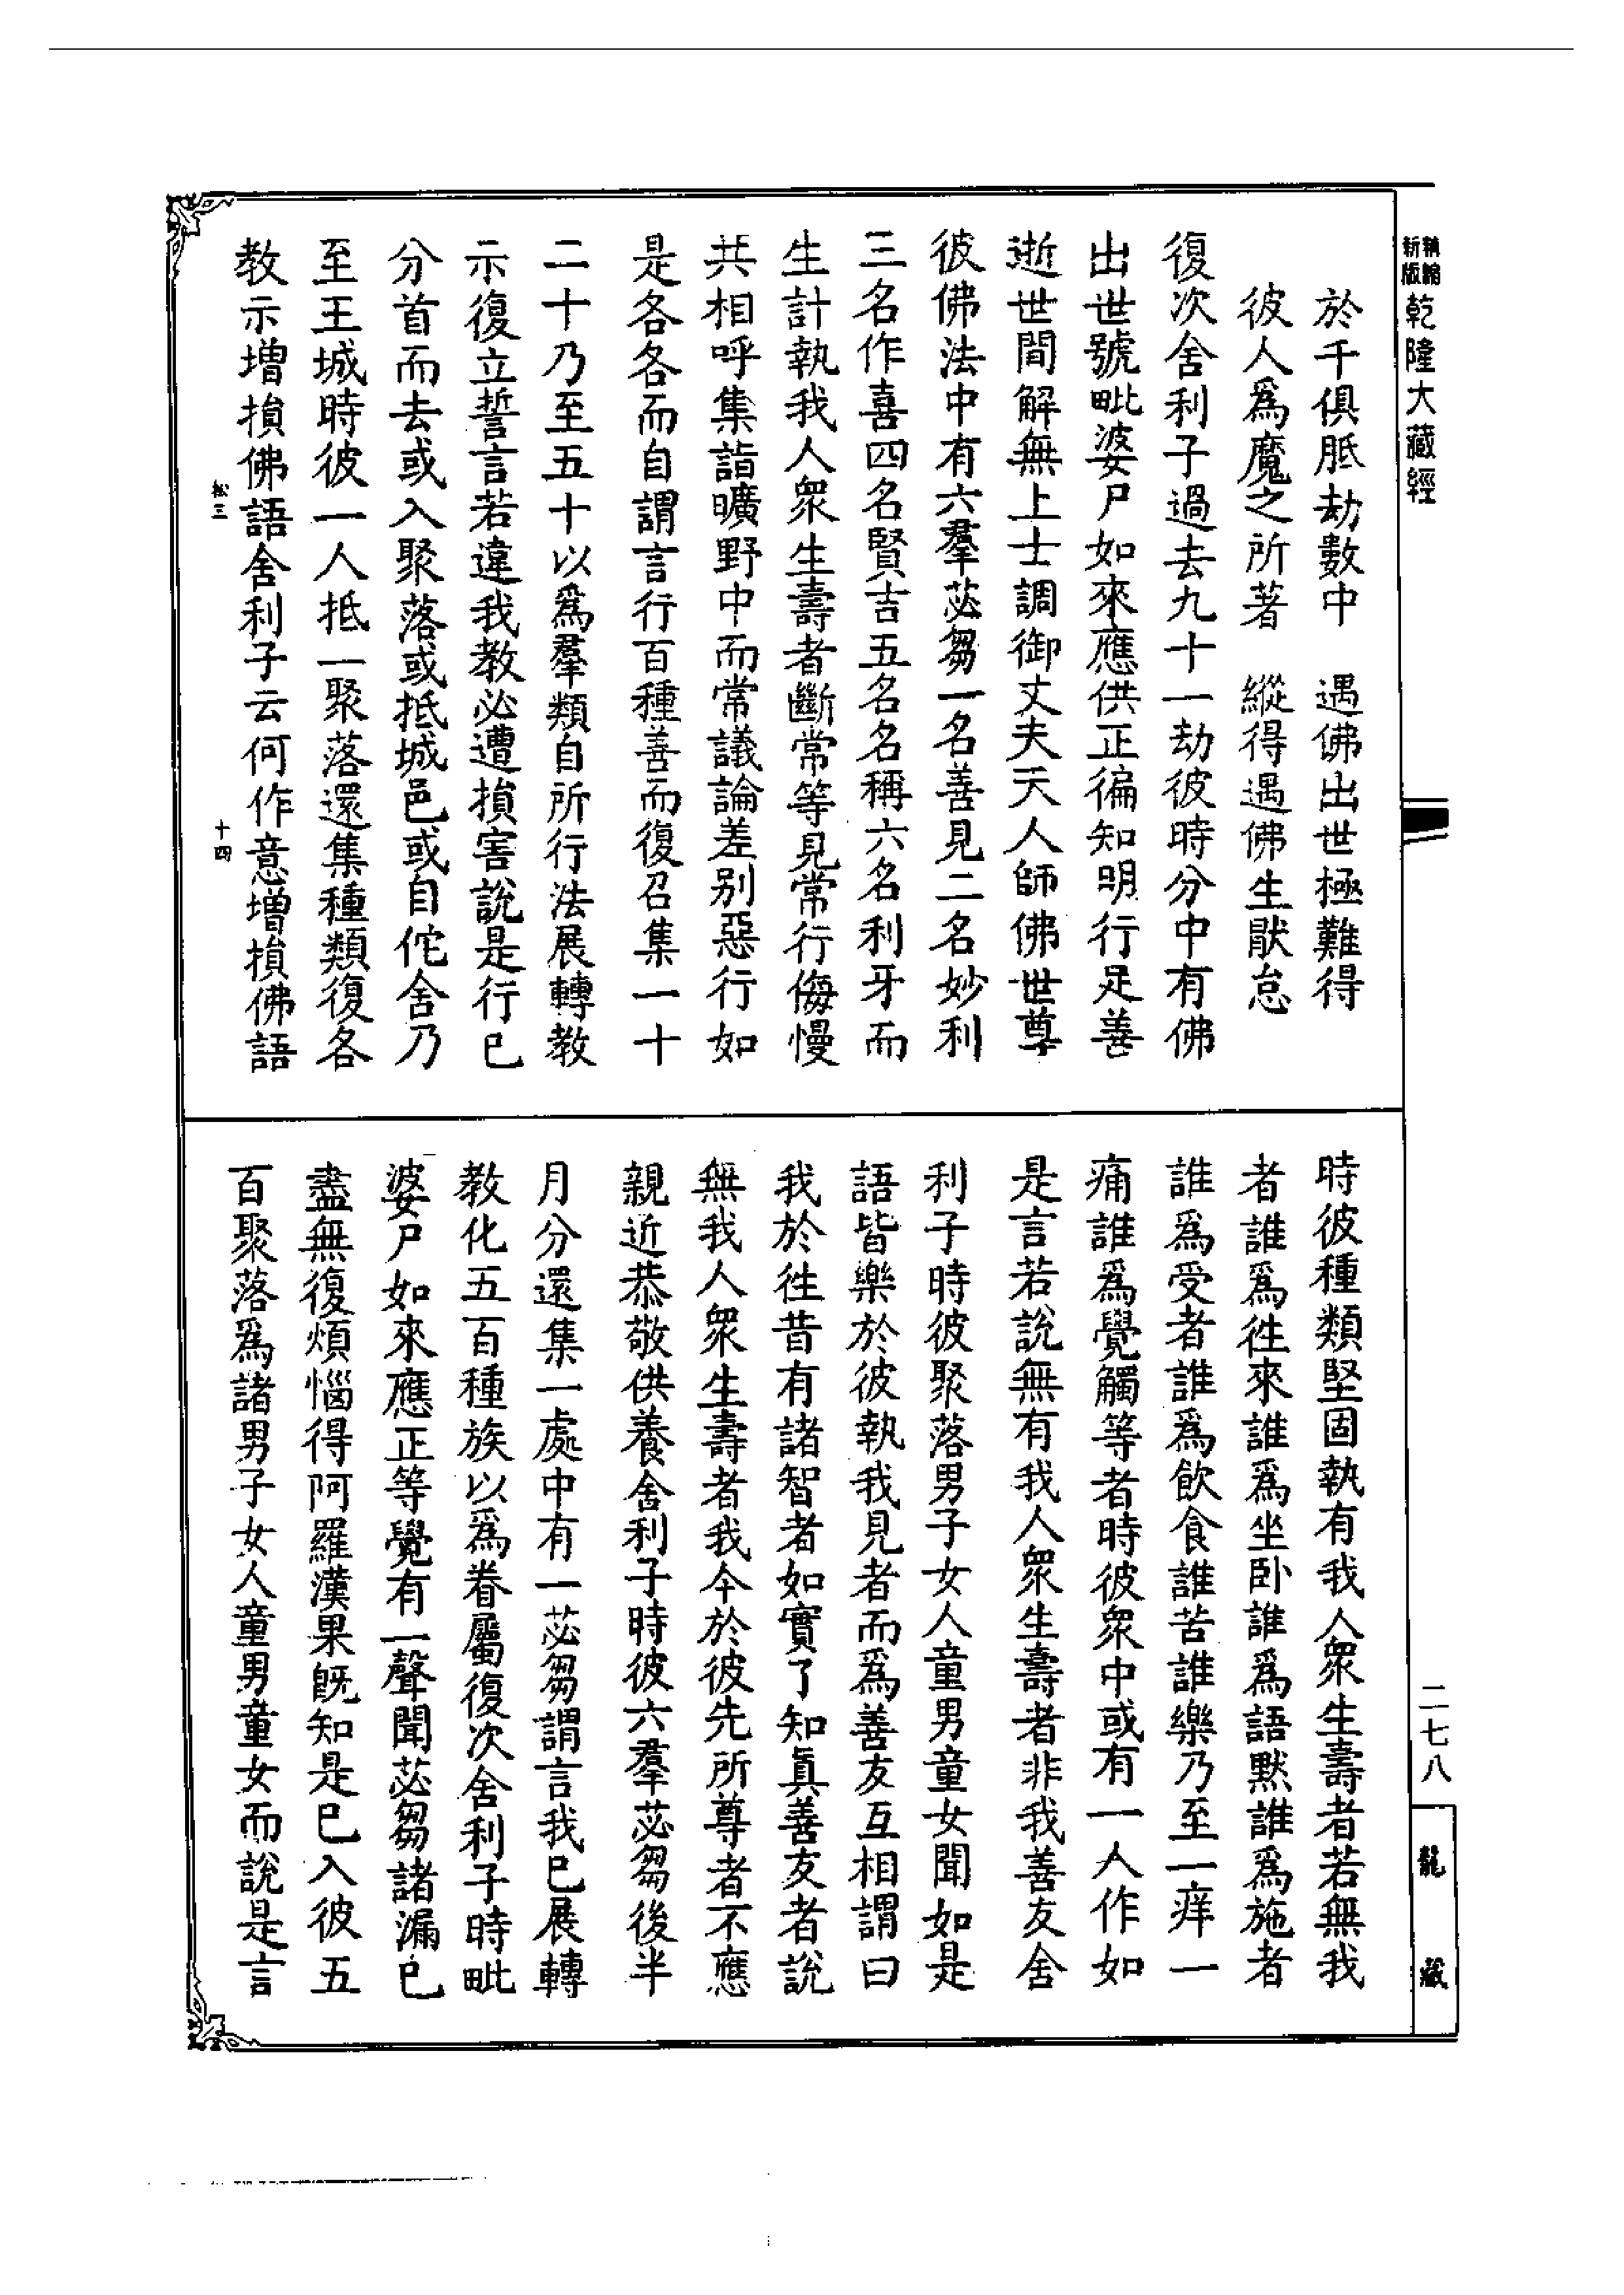 精縮
新版
乾隆大藏經
於千俱胝劫數中　遇佛出世極難得
彼人爲魔之所著　縱得遇佛生厭怠
復次舍利子過去九十一劫彼時分中有佛
出世號毗婆尸如來應供正徧知明行足善
逝世間解無上士調御丈夫天人師佛世尊
彼佛法中有六羣苾芻一名善見二名妙利
三名作喜四名賢吉五名名稱六名利牙而
生計執我人衆生壽者斷常等見常行侮慢
共相呼集詣曠野中而常議論差別惡行如
是各各而自謂言行百種善而復召集一十
二十乃至五十以爲羣類自所行法展轉教
示復立誓言若違我教必遭損害說是行已
分首而去或入聚落或抵城邑或自佗舍乃
至王城時彼一人抵一聚落還集種類復各
教示增損佛語舍利子云何作意增損佛語
松三
十四
時彼種類堅固執有我人衆生壽者若無我
者誰爲徃來誰爲坐卧誰爲語默誰爲施者
誰爲受者誰爲飲食誰苦誰樂乃至一痒一
痛誰爲覺觸等者時彼衆中或有一人作如
是言若說無有我人衆生壽者非我善友舍
利子時彼聚落男子女人童男童女聞如是
語皆樂於彼執我見者而爲善友互相謂曰
我於徃昔有諸智者如實了知眞善友者說
無我人衆生壽者我今於彼先所尊者不應
親近恭敬供養舍利子時彼六羣苾芻後半
月分還集一處中有一苾芻謂言我已展轉
教化五百種族以爲眷屬復次舍利子時毗
婆尸如來應正等覺有一聲聞苾芻諸漏已
盡無復煩惱得阿羅漢果旣知是已入彼五
百聚落爲諸男子女人童男童女而說是言
二七八
龍藏